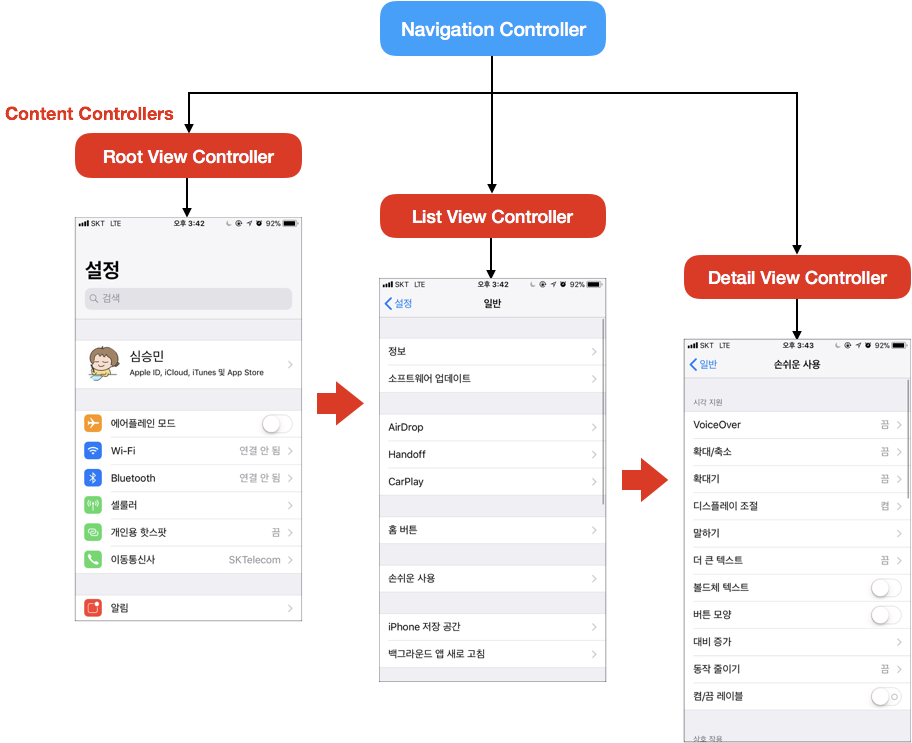 Navigation Controller
Content Controllers
Root View Controller
SKT LTE 오후 3:42 92%
설정
검색
심승민
Apple ID, iCloud, iTunes 및 App Store
에어플레인 모드
Wi-Fi 연결 안 됨
Bluetooth 연결 안 됨
셀룰러
개인용 핫스팟 끔
이동통신사 SKTelecom
알림
List View Controller
SKT LTE 오후 3:42 92%
설정 일반
정보
소프트웨어 업데이트
AirDrop
Handoff
CarPlay
홈 버튼
손쉬운 사용
iPhone 저장 공간
백그라운드 앱 새로 고침
Detail View Controller
SKT LTE 오후 3:43 92%
일반 손쉬운 사용
시각 지원
VoiceOver 끔
확대/축소 끔
확대기 끔
디스플레이 조절 켬
말하기
더 큰 텍스트 끔
볼드체 텍스트
버튼 모양
대비 증가
동작 줄이기 끔
켬/끔 레이블
상호 작용